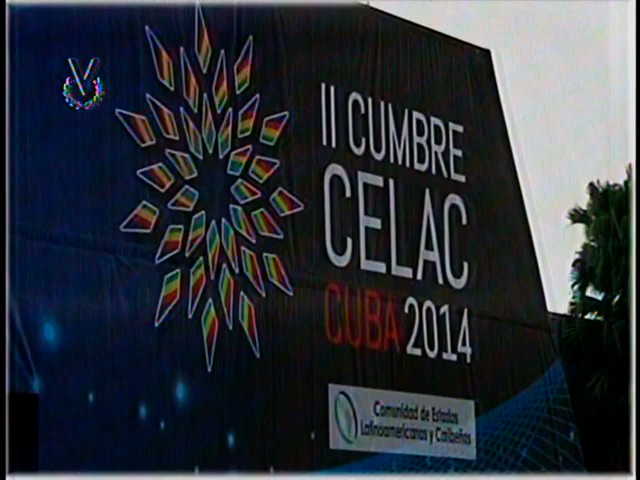 II CUMBRE
CELAC
CUBA 2014
Comunidad de Estados
Latinoamericanos y Caribeños